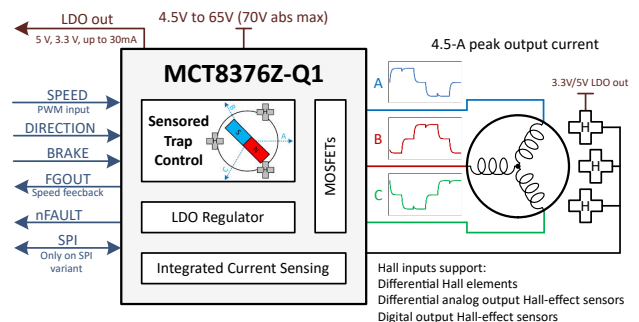 LDO out
5 V, 3.3 V, up to 30mA
4.5V to 65V (70V abs max)
MCT8376Z-Q1
SPEED
PWM input
DIRECTION
BRAKE
FGOUT
Speed feecback
nFAULT
SPI
Only on SPI
variant
Sensored
Trap
Control
H
H
H
A
B
C
S
N
MOSFETs
LDO Regulator
Integrated Current Sensing
4.5-A peak output current
A
B
C
3.3V/5V LDO out
H
H
H
Hall inputs support:
Differential Hall elements
Differential analog output Hall-effect sensors
Digital output Hall-effect sensors